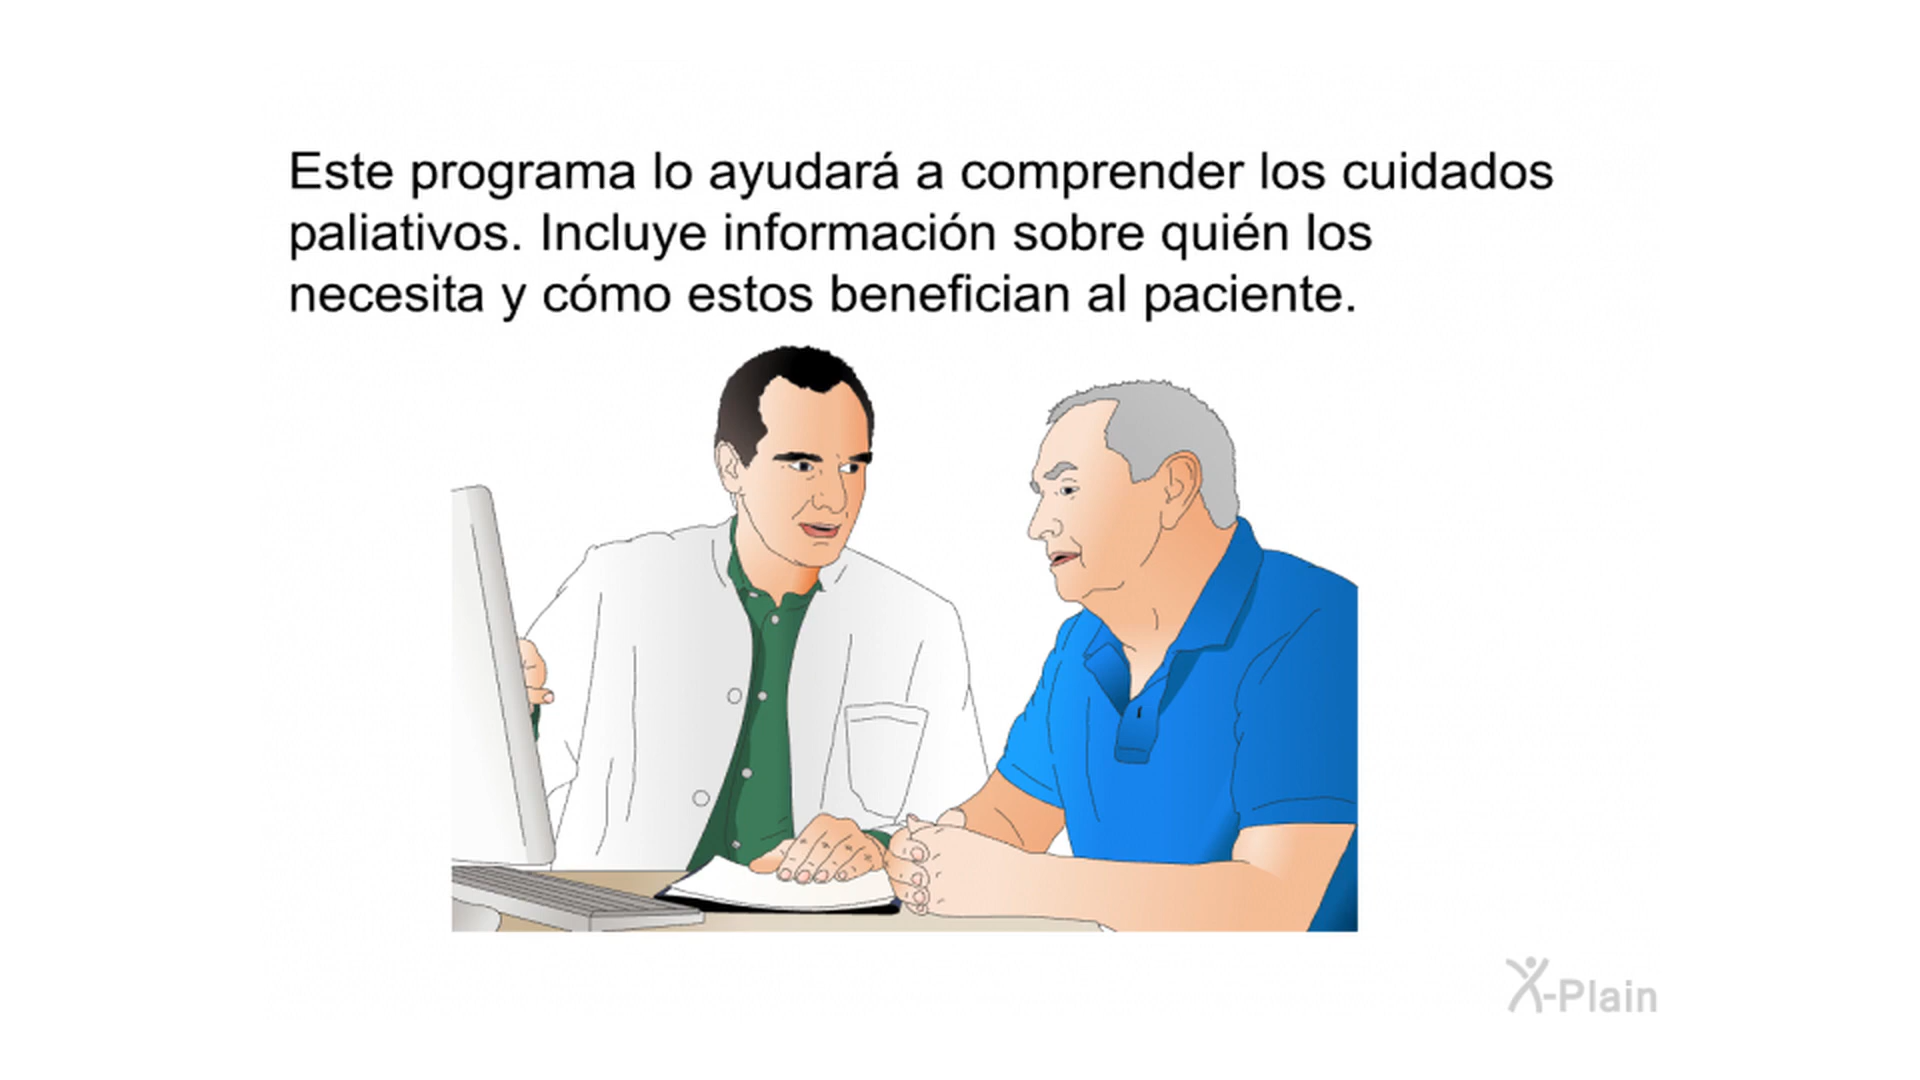 Este programa lo ayudará a comprender los cuidados
paliativos. Incluye información sobre quién los
necesita y cómo estos benefician al paciente.
X-Plain